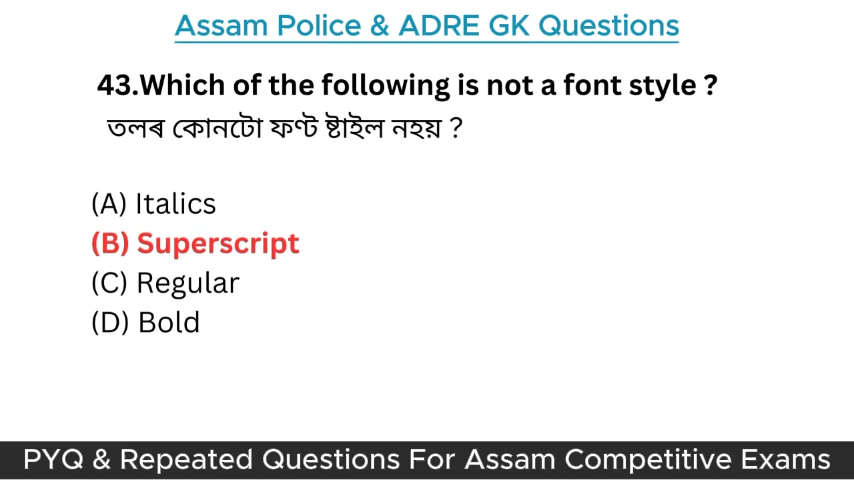 Assam Police & ADRE GK Questions
43.Which of the following is not a font style ?
তলৰ কোনটো ফণ্ট ষ্টাইল নহয় ?
(A) Italics
(B) Superscript
(C) Regular
(D) Bold
PYQ & Repeated Questions For Assam Competitive Exams